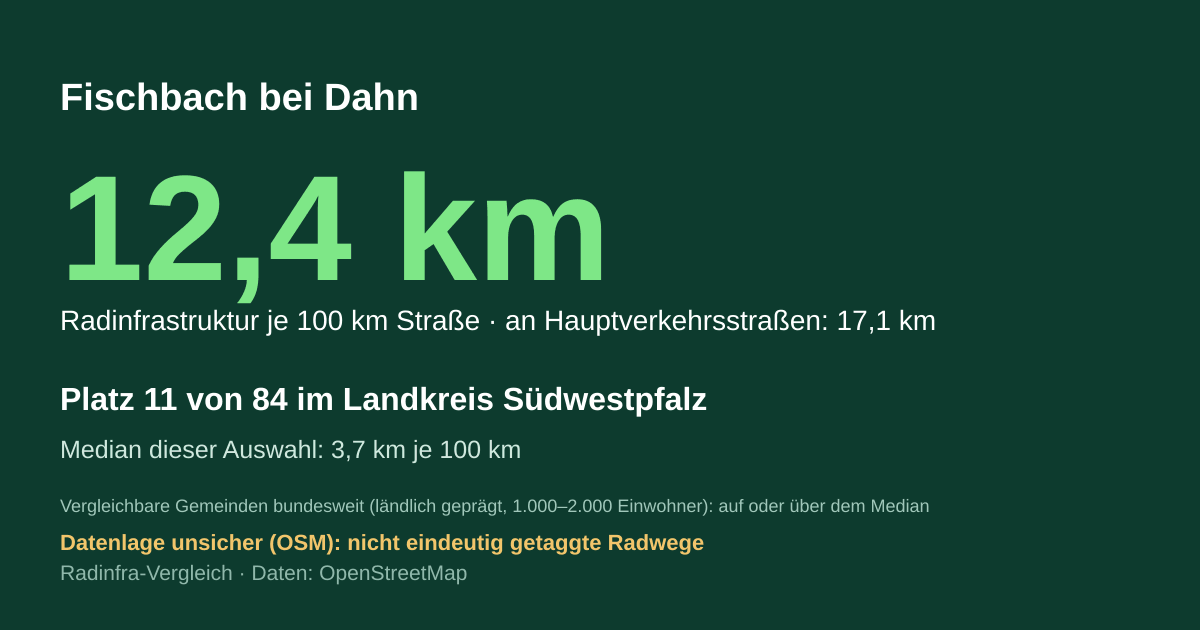 Fischbach bei Dahn
12,4 km
Radinfrastruktur je 100 km Straße · an Hauptverkehrsstraßen: 17,1 km
Platz 11 von 84 im Landkreis Südwestpfalz
Median dieser Auswahl: 3,7 km je 100 km
Vergleichbare Gemeinden bundesweit (ländlich geprägt, 1.000–2.000 Einwohner): auf oder über dem Median
Datenlage unsicher (OSM): nicht eindeutig getaggte Radwege
Radinfra-Vergleich · Daten: OpenStreetMap